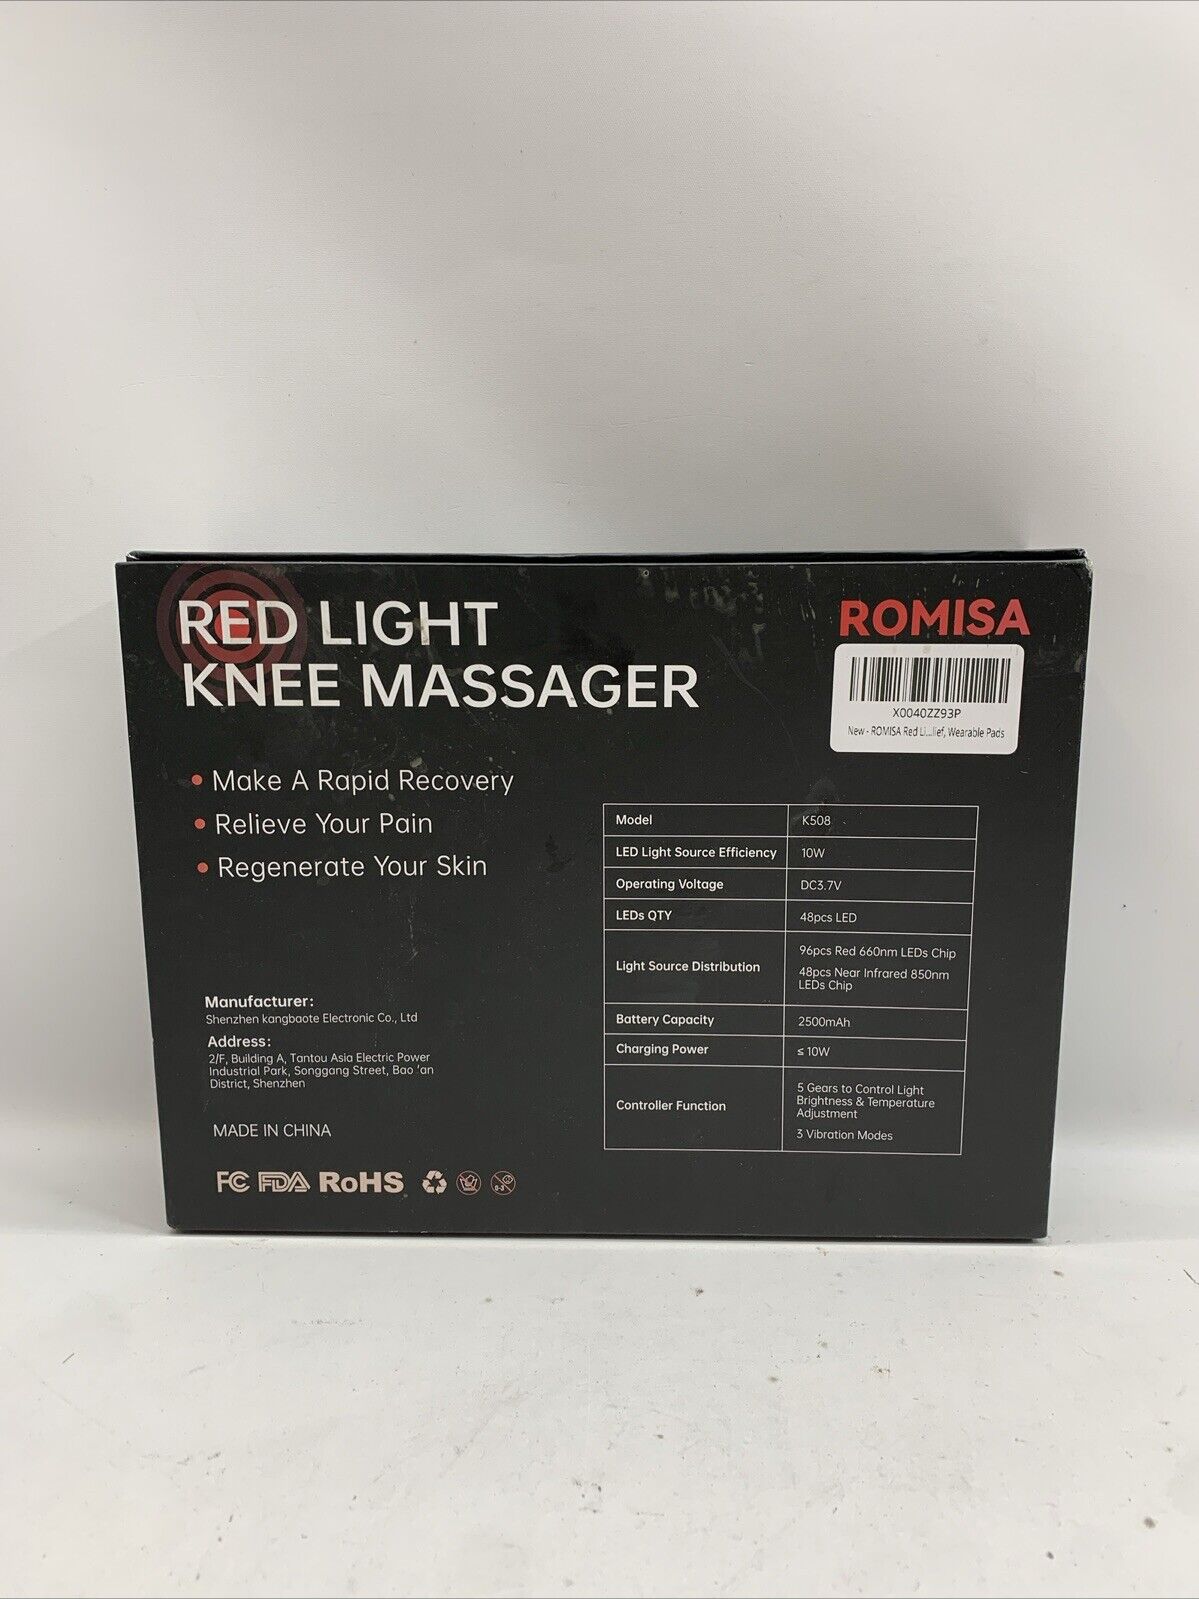 RED LIGHT
KNEE MASSAGER
ROMISA
X0040ZZ93P
New - ROMISA Red Li...lief, Wearable Pads
• Make A Rapid Recovery
• Relieve Your Pain
• Regenerate Your Skin
Model K508
LED Light Source Efficiency 10W
Operating Voltage DC3.7V
LEDs QTY 48pcs LED
Light Source Distribution 96pcs Red 660nm LEDs Chip
48pcs Near Infrared 850nm
LEDs Chip
Battery Capacity 2500mAh
Charging Power ≤ 10W
Controller Function 5 Gears to Control Light
Brightness & Temperature
Adjustment
3 Vibration Modes
Manufacturer:
Shenzhen kangbaote Electronic Co., Ltd
Address:
2/F, Building A, Tantou Asia Electric Power
Industrial Park, Songgang Street, Bao 'an
District, Shenzhen
MADE IN CHINA
FC FDA RoHS 0-3